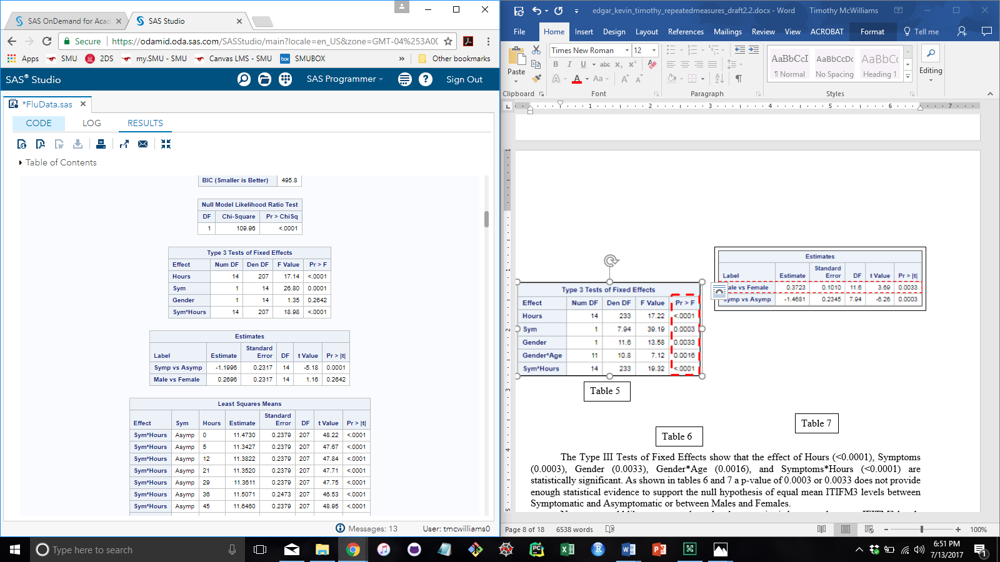 SAS OnDemand for Acad
SAS Studio
Secure
https://odamid.oda.sas.com/SASStudio/main?locale=en_US&zone=GMT-04%253A00
Apps SMU 2DS my.SMU - SMU Canvas LMS - SMU SMUBOX » Other bookmarks
SAS® Studio SAS Programmer Sign Out
*FluData.sas
CODE LOG RESULTS
Table of Contents
BIC (Smaller is Better) 495.8
Null Model Likelihood Ratio Test
DF Chi-Square Pr > ChiSq
1 109.96 <.0001
Type 3 Tests of Fixed Effects
Effect Num DF Den DF F Value Pr > F
Hours 14 207 17.14 <.0001
Sym 1 14 26.80 0.0001
Gender 1 14 1.35 0.2642
Sym*Hours 14 207 18.98 <.0001
Estimates
Label Estimate Standard Error DF t Value Pr > |t|
Symp vs Asymp -1.1996 0.2317 14 -5.18 0.0001
Male vs Female 0.2696 0.2317 14 1.16 0.2642
Least Squares Means
Effect Sym Hours Estimate Standard Error DF t Value Pr > |t|
Sym*Hours Asymp 0 11.4730 0.2379 207 48.22 <.0001
Sym*Hours Asymp 5 11.3427 0.2379 207 47.67 <.0001
Sym*Hours Asymp 12 11.3822 0.2379 207 47.84 <.0001
Sym*Hours Asymp 21 11.3520 0.2379 207 47.71 <.0001
Sym*Hours Asymp 29 11.3611 0.2379 207 47.75 <.0001
Sym*Hours Asymp 36 11.5071 0.2473 207 46.53 <.0001
Sym*Hours Asymp 45 11.6460 0.2379 207 48.95 <.0001
Messages: 13 User: tmcwilliams0
edgar_kevin_timothy_repeatedmeasures_draft2.2.docx - Word Timothy McWilliams
File Home Insert Design Layout References Mailings Review View ACROBAT Format Tell me
Times New Roman 12
Paste
B I U abc x₂ x²
A A Aa A A
AaBbCcI AaBbCcDc AaBbCc
¶ Normal No Spacing Heading 1
Editing
Clipboard Font Paragraph Styles
1 2 3 4 5 6 7
Type 3 Tests of Fixed Effects
Effect Num DF Den DF F Value Pr > F
Hours 14 233 17.22 <.0001
Sym 1 7.94 39.19 0.0003
Gender 1 11.6 13.58 0.0033
Gender*Age 11 10.8 7.12 0.0016
Sym*Hours 14 233 19.32 <.0001
Table 5
Estimates
Label Estimate Standard Error DF t Value Pr > |t|
ale vs Female 0.3723 0.1010 11.6 3.69 0.0033
ymp vs Asymp -1.4681 0.2345 7.94 -6.26 0.0003
Table 7
Table 6
The Type III Tests of Fixed Effects show that the effect of Hours (<0.0001), Symptoms
(0.0003), Gender (0.0033), Gender*Age (0.0016), and Symptoms*Hours (<0.0001) are
statistically significant. As shown in tables 6 and 7 a p-value of 0.0003 or 0.0033 does not provide
enough statistical evidence to support the null hypothesis of equal mean ITIFM3 levels between
Symptomatic and Asymptomatic or between Males and Females.
Page 8 of 18 6538 words 100%
Type here to search
6:51 PM
7/13/2017
1